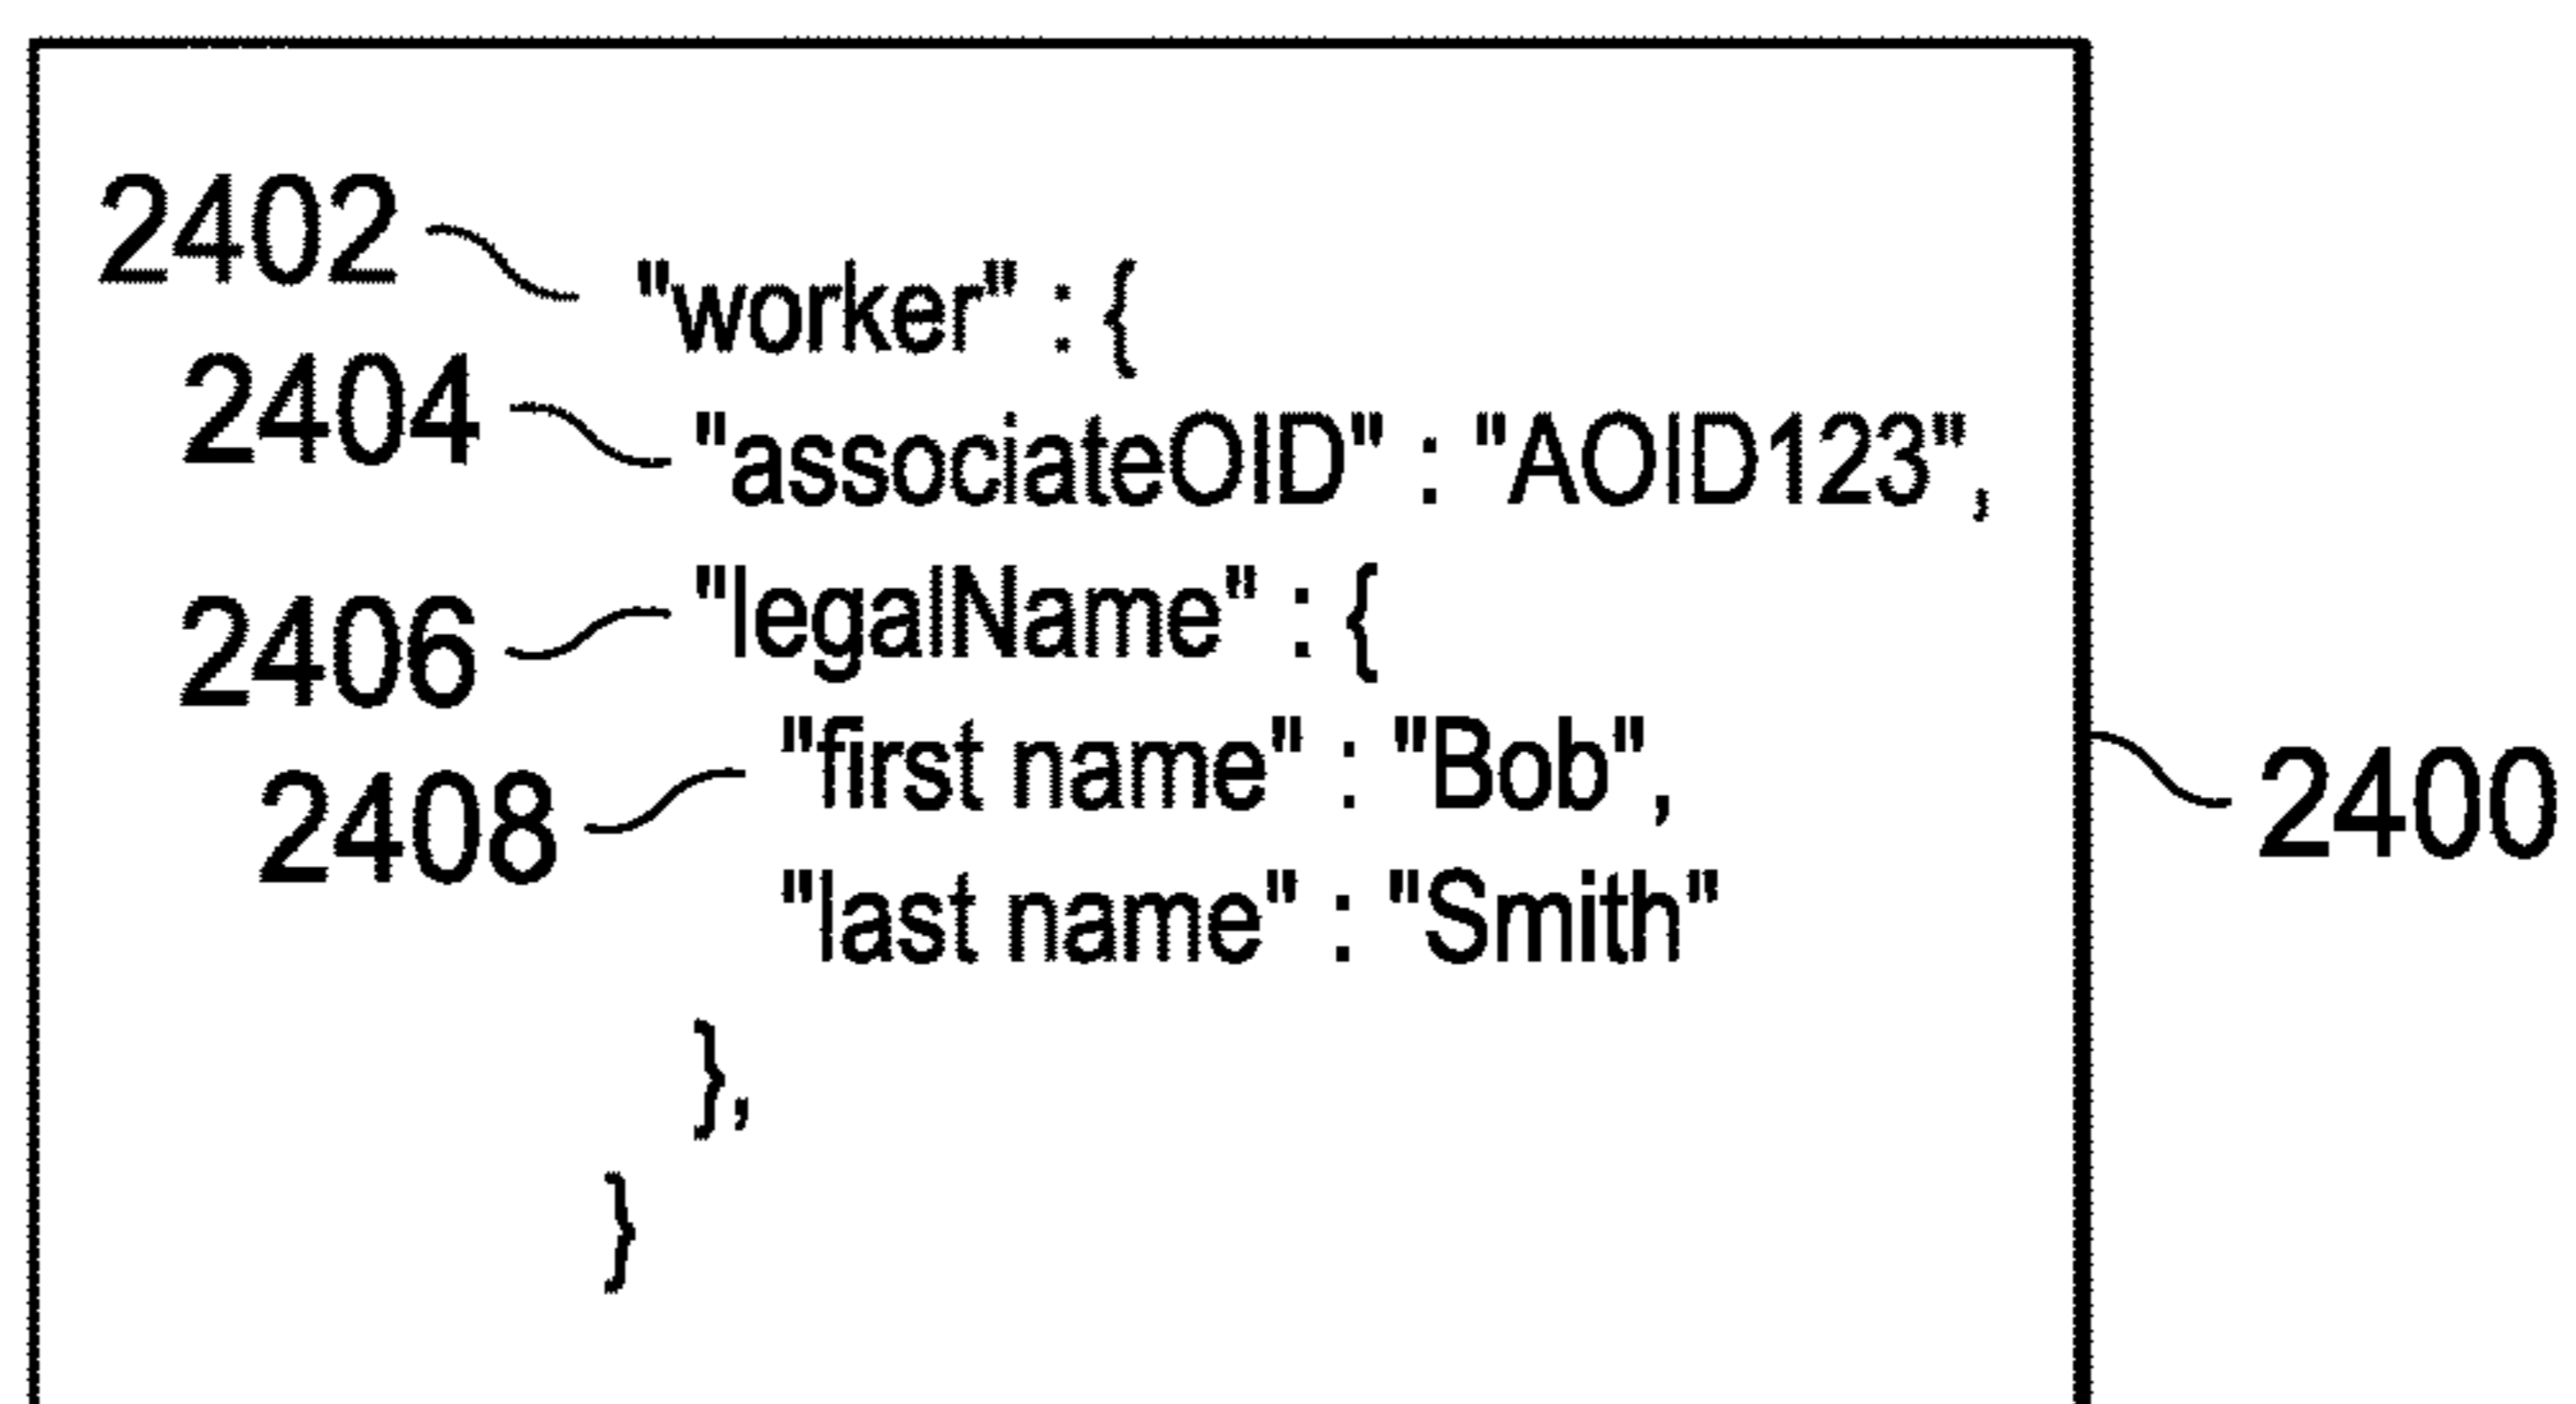 2402 "worker" : {
2404 "associateOID" : "AOID123",
2406 "legalName" : {
2408 "first name" : "Bob",
"last name" : "Smith"
},
}
2400